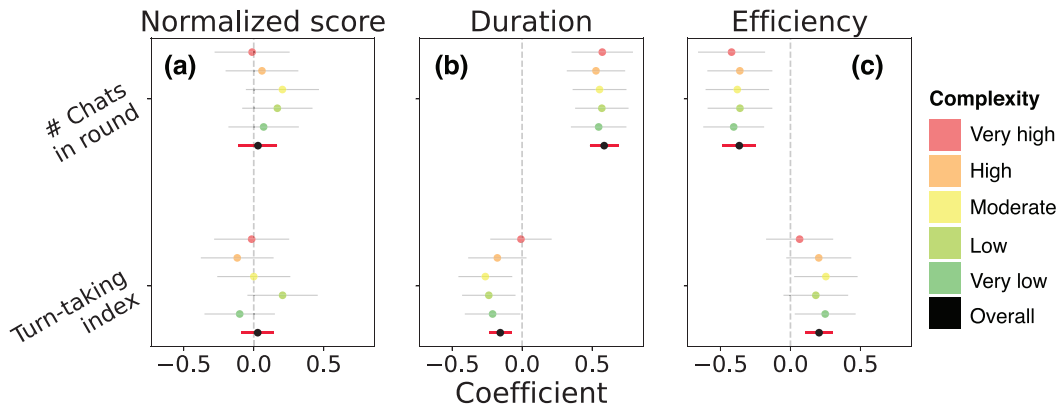 Normalized score
Duration
Efficiency
(a)
(b)
(c)
# Chats
in round
Turn-taking
index
−0.5 0.0 0.5
−0.5 0.0 0.5
−0.5 0.0 0.5
Coefficient
Complexity
Very high
High
Moderate
Low
Very low
Overall